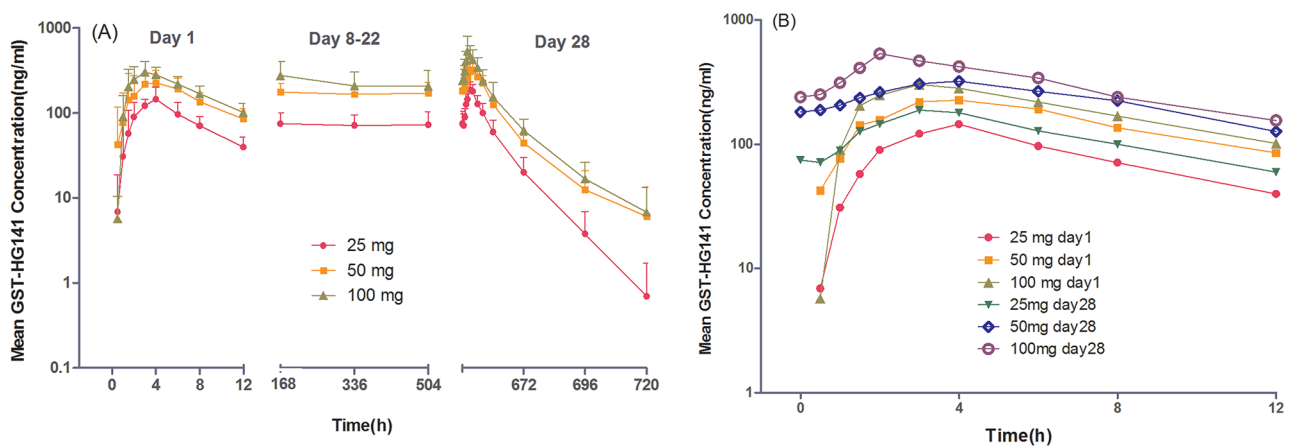 (A)
Day 1
Day 8-22
Day 28
Mean GST-HG141 Concentration(ng/ml)
1000
100
10
1
0.1
25 mg
50 mg
100 mg
0 4 8 12 168 336 504 672 696 720
Time(h)
(B)
Mean GST-HG141 Concentration(ng/ml)
1000
100
10
1
25 mg day1
50 mg day1
100 mg day1
25mg day28
50mg day28
100mg day28
0 4 8 12
Time(h)